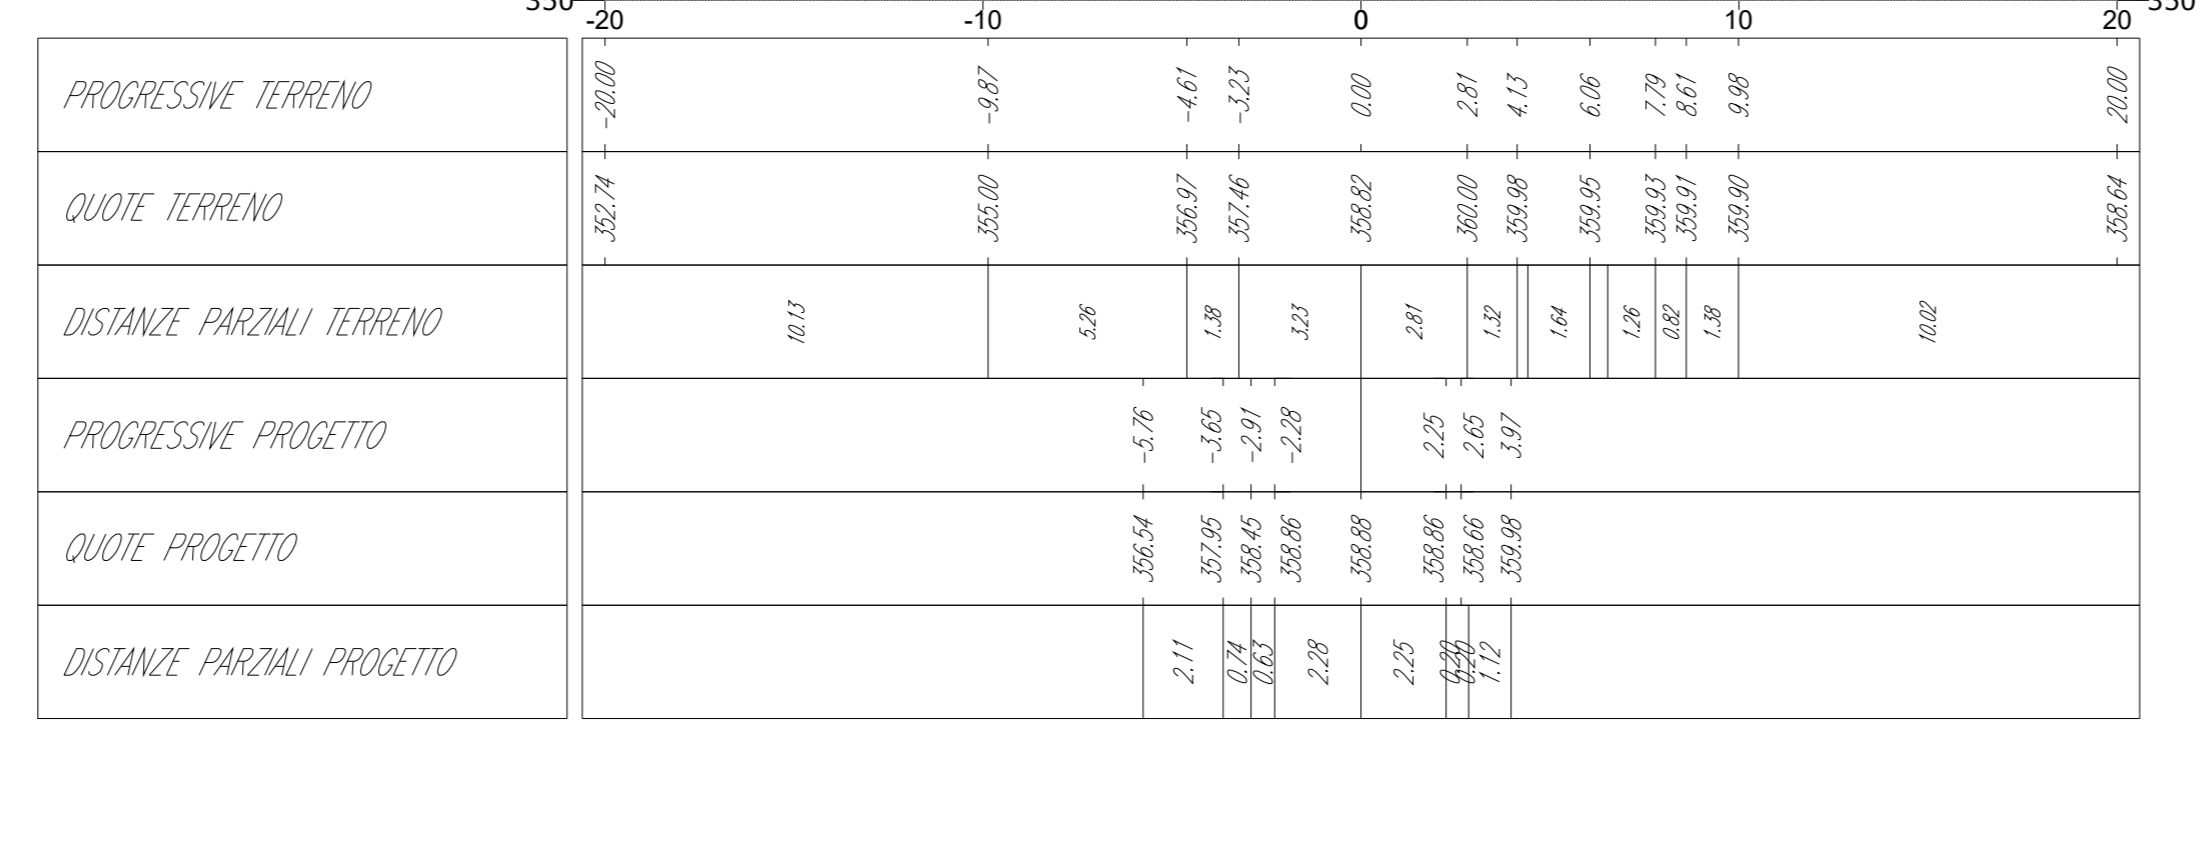 350 -20 -10 0 10 20 350
PROGRESSIVE TERRENO -20.00 -9.87 -4.61 -3.23 0.00 2.81 4.13 6.06 7.79 8.61 9.98 20.00
QUOTE TERRENO 352.74 355.00 356.97 357.46 358.82 360.00 359.98 359.95 359.93 359.91 359.90 358.64
DISTANZE PARZIALI TERRENO 10.13 5.26 1.38 3.23 2.81 1.32 1.64 1.26 0.82 1.38 10.02
PROGRESSIVE PROGETTO -5.76 -3.65 -2.91 -2.28 2.25 2.65 3.97
QUOTE PROGETTO 356.54 357.95 358.45 358.86 358.88 358.86 358.66 359.98
DISTANZE PARZIALI PROGETTO 2.11 0.74 0.63 2.28 2.25 0.20 0.20 1.12